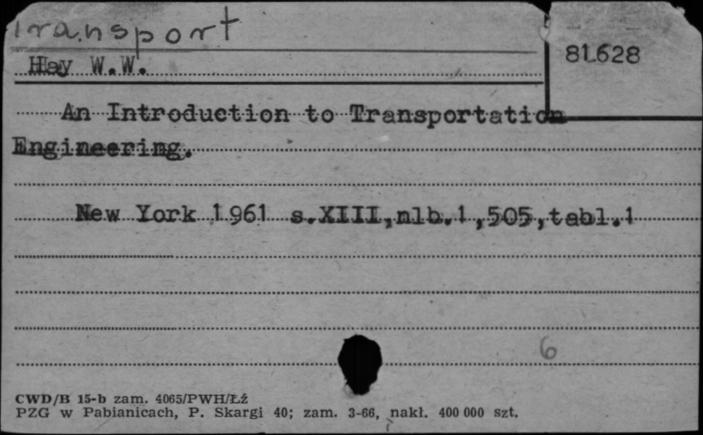 transport
81.628
Hay W.W.
An Introduction to Transportation
Engineering.
New York 1961 s.XIII,nlb.1,505,tabl.1
6
CWD/B 15-b zam. 4065/PWH/Łż
PZG w Pabianicach, P. Skargi 40; zam. 3-66, nakł. 400 000 szt.